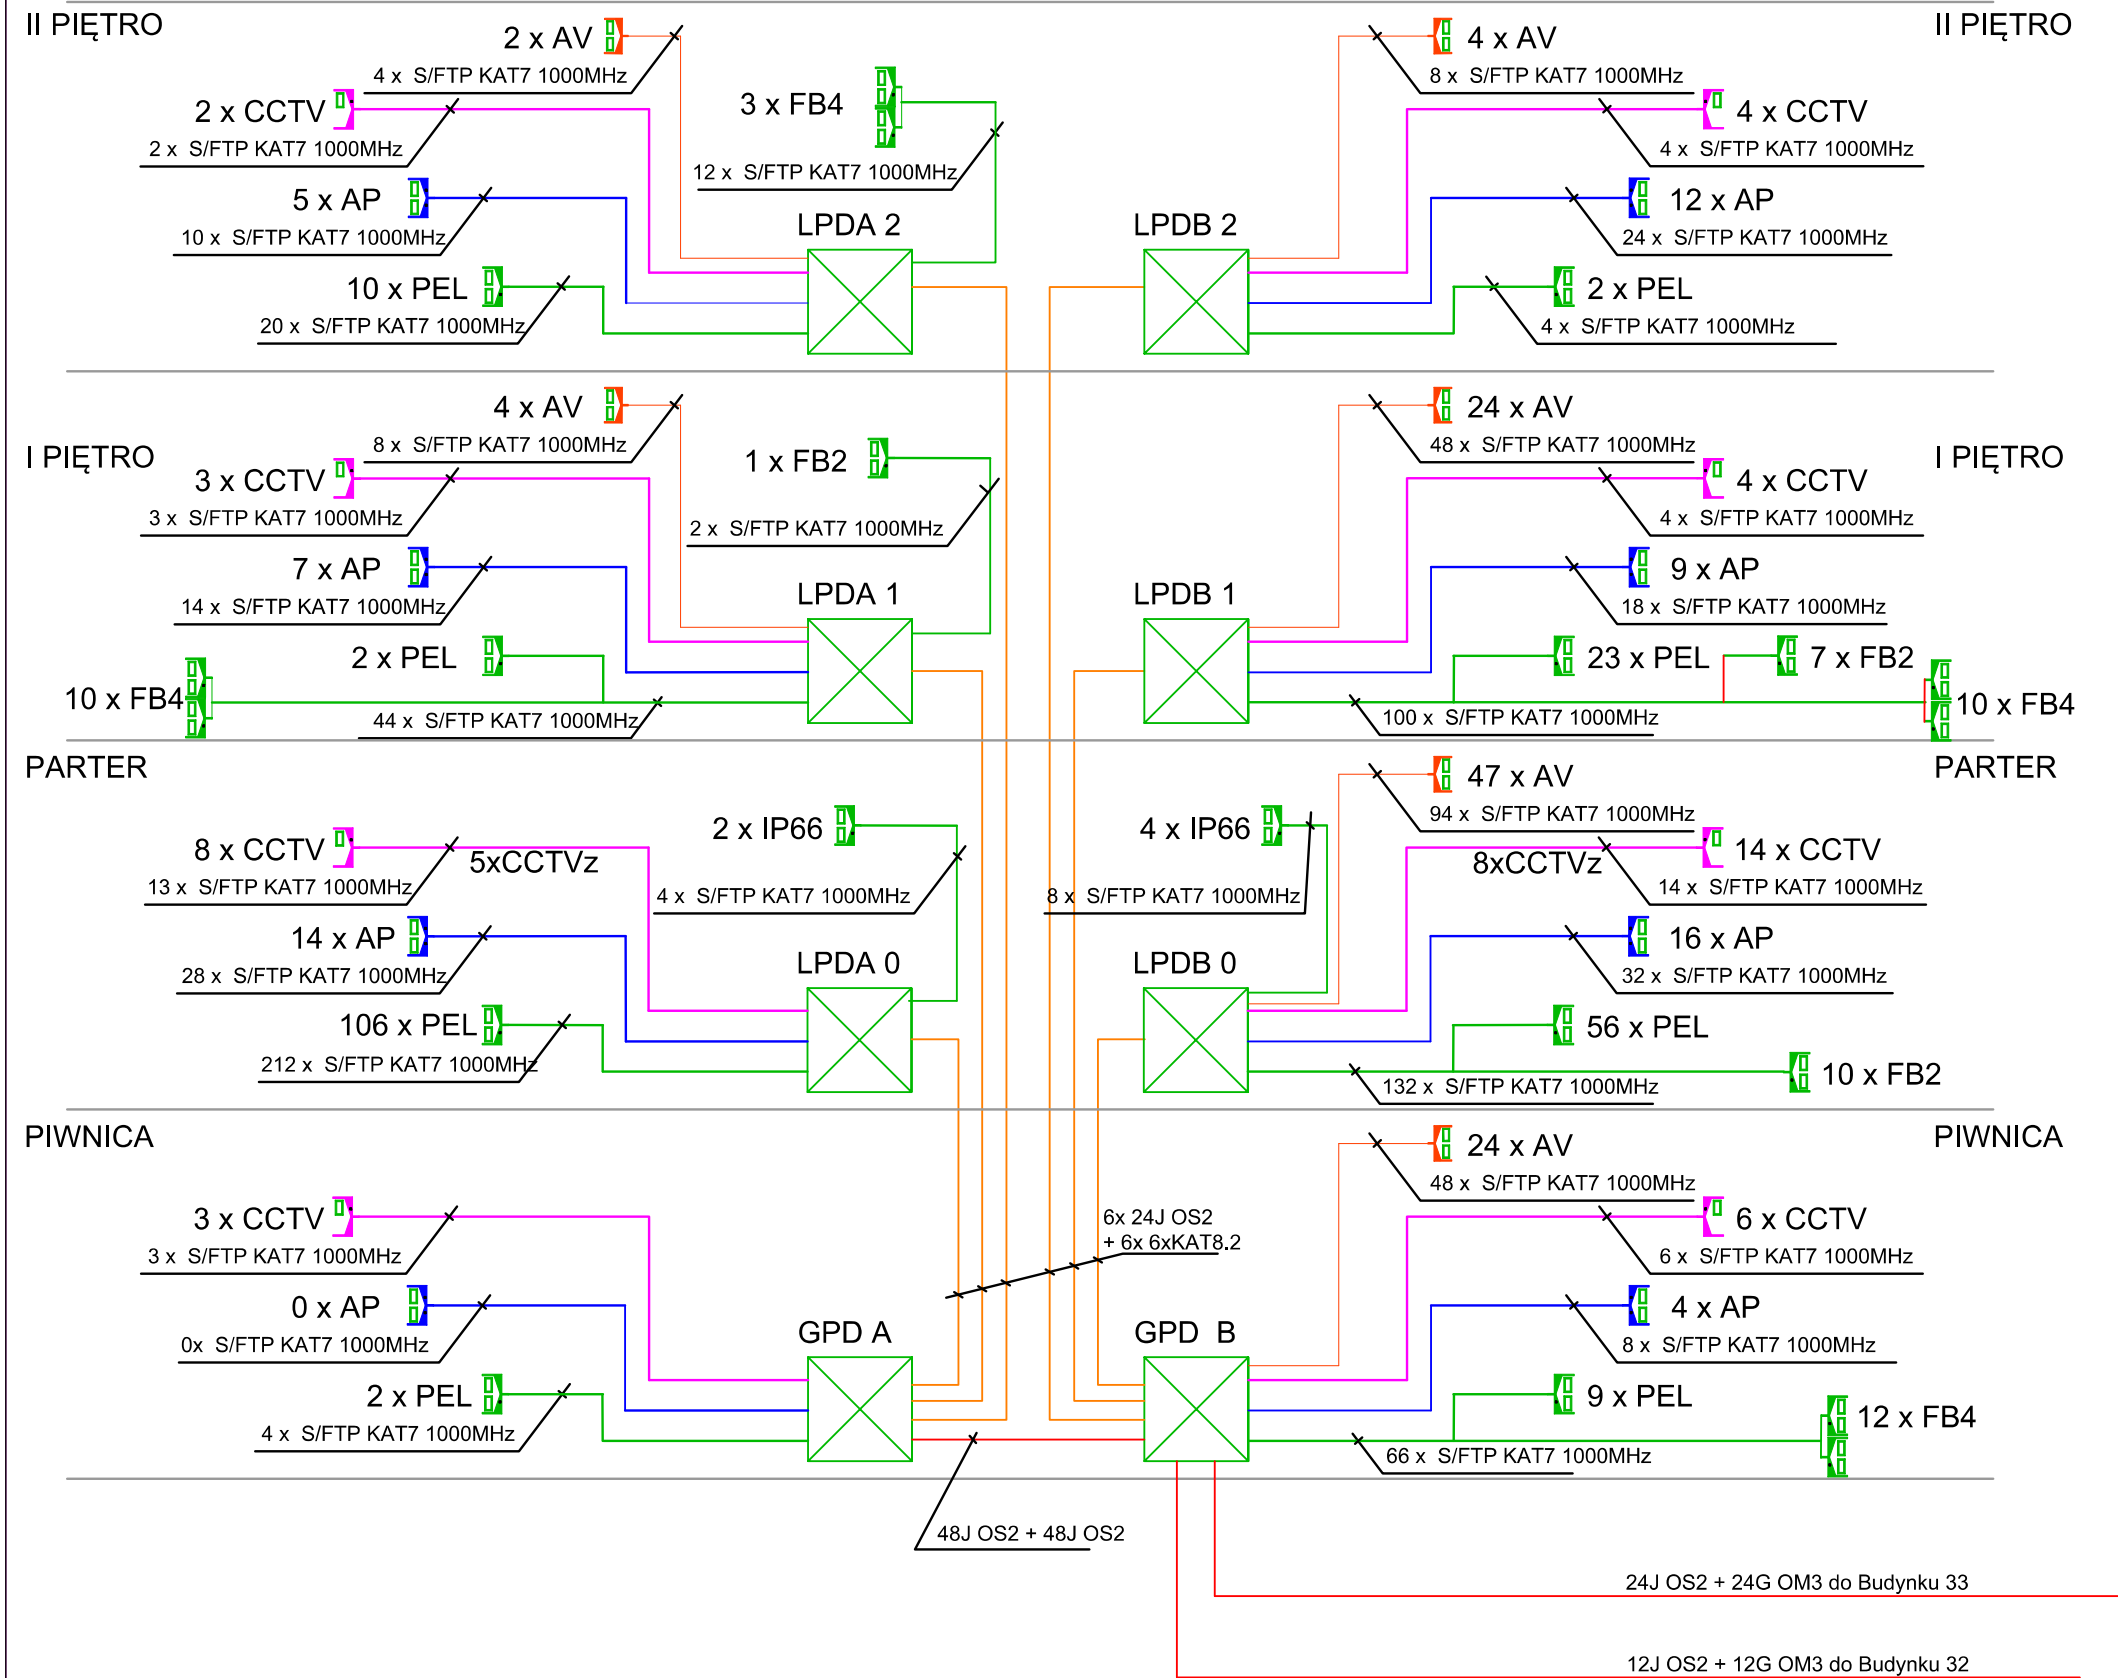 II PIĘTRO
II PIĘTRO
2 x AV
4 x S/FTP KAT7 1000MHz
2 x CCTV
2 x S/FTP KAT7 1000MHz
5 x AP
10 x S/FTP KAT7 1000MHz
10 x PEL
20 x S/FTP KAT7 1000MHz
3 x FB4
12 x S/FTP KAT7 1000MHz
LPDA 2
LPDB 2
4 x AV
8 x S/FTP KAT7 1000MHz
4 x CCTV
4 x S/FTP KAT7 1000MHz
12 x AP
24 x S/FTP KAT7 1000MHz
2 x PEL
4 x S/FTP KAT7 1000MHz
I PIĘTRO
I PIĘTRO
4 x AV
8 x S/FTP KAT7 1000MHz
3 x CCTV
3 x S/FTP KAT7 1000MHz
7 x AP
14 x S/FTP KAT7 1000MHz
2 x PEL
10 x FB4
44 x S/FTP KAT7 1000MHz
1 x FB2
2 x S/FTP KAT7 1000MHz
LPDA 1
LPDB 1
24 x AV
48 x S/FTP KAT7 1000MHz
4 x CCTV
4 x S/FTP KAT7 1000MHz
9 x AP
18 x S/FTP KAT7 1000MHz
23 x PEL
7 x FB2
10 x FB4
100 x S/FTP KAT7 1000MHz
PARTER
PARTER
8 x CCTV
5xCCTVz
13 x S/FTP KAT7 1000MHz
14 x AP
28 x S/FTP KAT7 1000MHz
106 x PEL
212 x S/FTP KAT7 1000MHz
2 x IP66
4 x S/FTP KAT7 1000MHz
LPDA 0
4 x IP66
8 x S/FTP KAT7 1000MHz
LPDB 0
47 x AV
94 x S/FTP KAT7 1000MHz
8xCCTVz
14 x CCTV
14 x S/FTP KAT7 1000MHz
16 x AP
32 x S/FTP KAT7 1000MHz
56 x PEL
10 x FB2
132 x S/FTP KAT7 1000MHz
PIWNICA
PIWNICA
3 x CCTV
3 x S/FTP KAT7 1000MHz
0 x AP
0x S/FTP KAT7 1000MHz
2 x PEL
4 x S/FTP KAT7 1000MHz
6x 24J OS2
+ 6x 6xKAT8.2
GPD A
GPD B
24 x AV
48 x S/FTP KAT7 1000MHz
6 x CCTV
6 x S/FTP KAT7 1000MHz
4 x AP
8 x S/FTP KAT7 1000MHz
9 x PEL
12 x FB4
66 x S/FTP KAT7 1000MHz
48J OS2 + 48J OS2
24J OS2 + 24G OM3 do Budynku 33
12J OS2 + 12G OM3 do Budynku 32